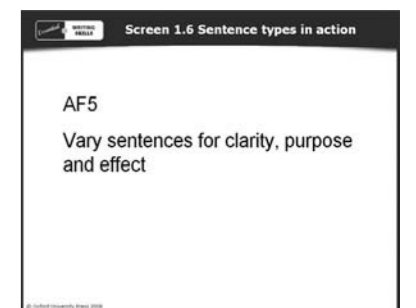 Essential WRITING SKILLS
Screen 1.6 Sentence types in action
AF5
Vary sentences for clarity, purpose
and effect
© Oxford University Press 2008